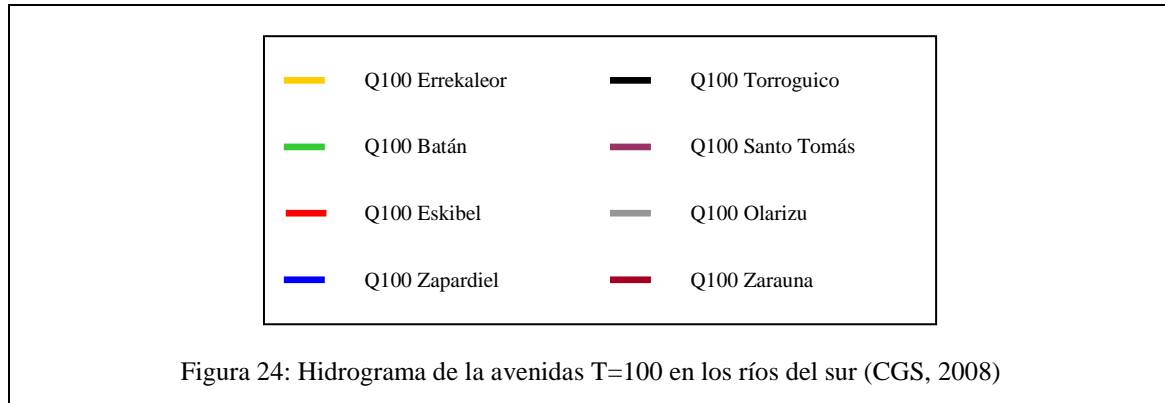 Q100 Errekaleor
Q100 Torroguico
Q100 Batán
Q100 Santo Tomás
Q100 Eskibel
Q100 Olarizu
Q100 Zapardiel
Q100 Zarauna
Figura 24: Hidrograma de la avenidas T=100 en los ríos del sur (CGS, 2008)